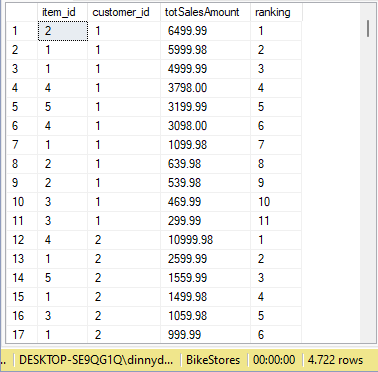 item_id customer_id totSalesAmount ranking
1 2 1 6499.99 1
2 1 1 5999.98 2
3 1 1 4999.99 3
4 4 1 3798.00 4
5 5 1 3199.99 5
6 4 1 3098.00 6
7 1 1 1099.98 7
8 2 1 639.98 8
9 2 1 539.98 9
10 3 1 469.99 10
11 3 1 299.99 11
12 4 2 10999.98 1
13 1 2 2599.99 2
14 5 2 1559.99 3
15 1 2 1499.98 4
16 3 2 1059.98 5
17 1 2 999.99 6
... DESKTOP-SE9QG1Q\dinnyd... BikeStores 00:00:00 4.722 rows